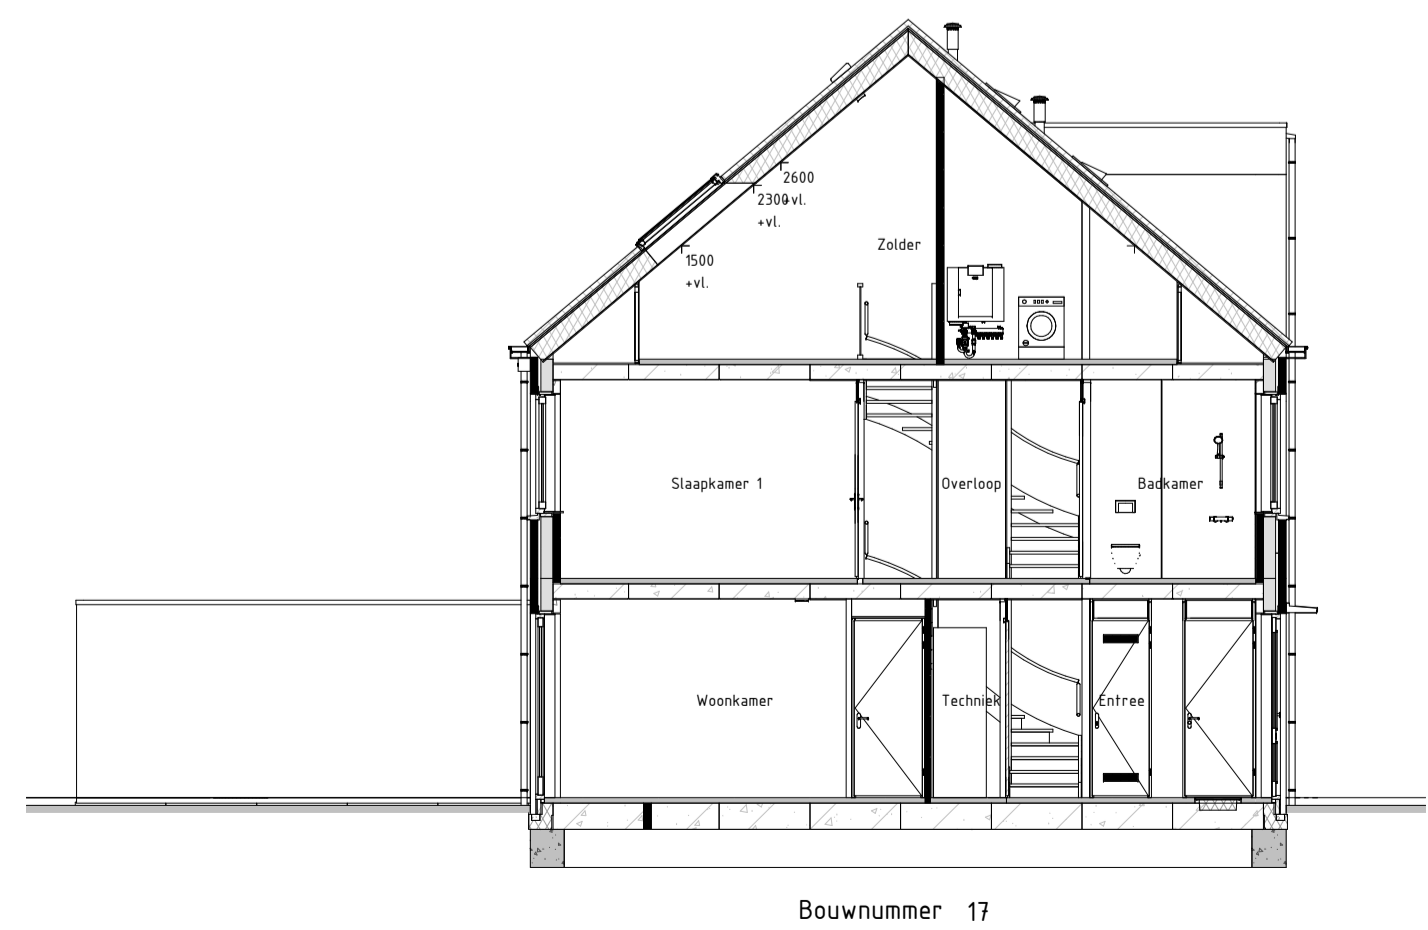 2600
+vl.
2300
+vl.
Zolder
1500
+vl.
Slaapkamer 1
Overloop
Badkamer
Woonkamer
Techniek
Entree
Bouwnummer 17